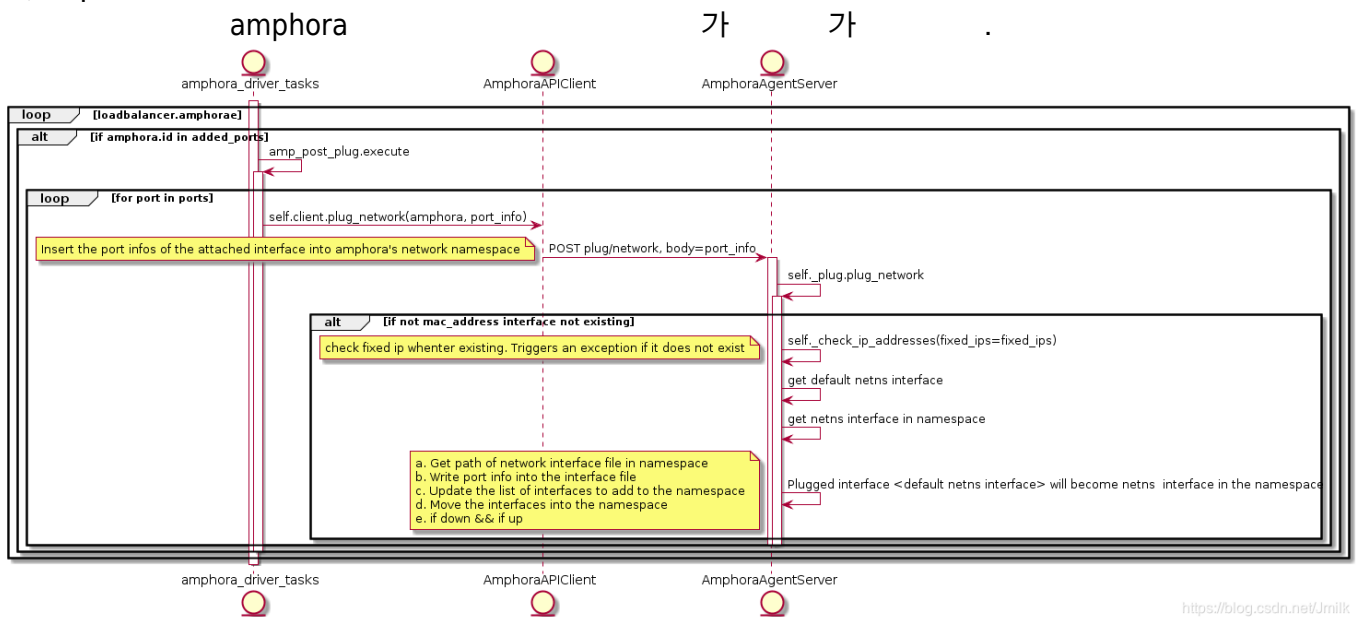 amphora 가 가 .
amphora_driver_tasks AmphoraAPIClient AmphoraAgentServer
loop [loadbalancer.amphorae]
alt [if amphora.id in added_ports]
amp_post_plug.execute
loop [for port in ports]
self.client.plug_network(amphora, port_info)
Insert the port infos of the attached interface into amphora's network namespace
POST plug/network, body=port_info
self._plug.plug_network
alt [if not mac_address interface not existing]
self._check_ip_addresses(fixed_ips=fixed_ips)
check fixed ip whenter existing. Triggers an exception if it does not exist
get default netns interface
get netns interface in namespace
a. Get path of network interface file in namespace
b. Write port info into the interface file
c. Update the list of interfaces to add to the namespace
d. Move the interfaces into the namespace
e. if down && if up
Plugged interface <default netns interface> will become netns interface in the namespace
amphora_driver_tasks AmphoraAPIClient AmphoraAgentServer
https://blog.csdn.net/Jmilk